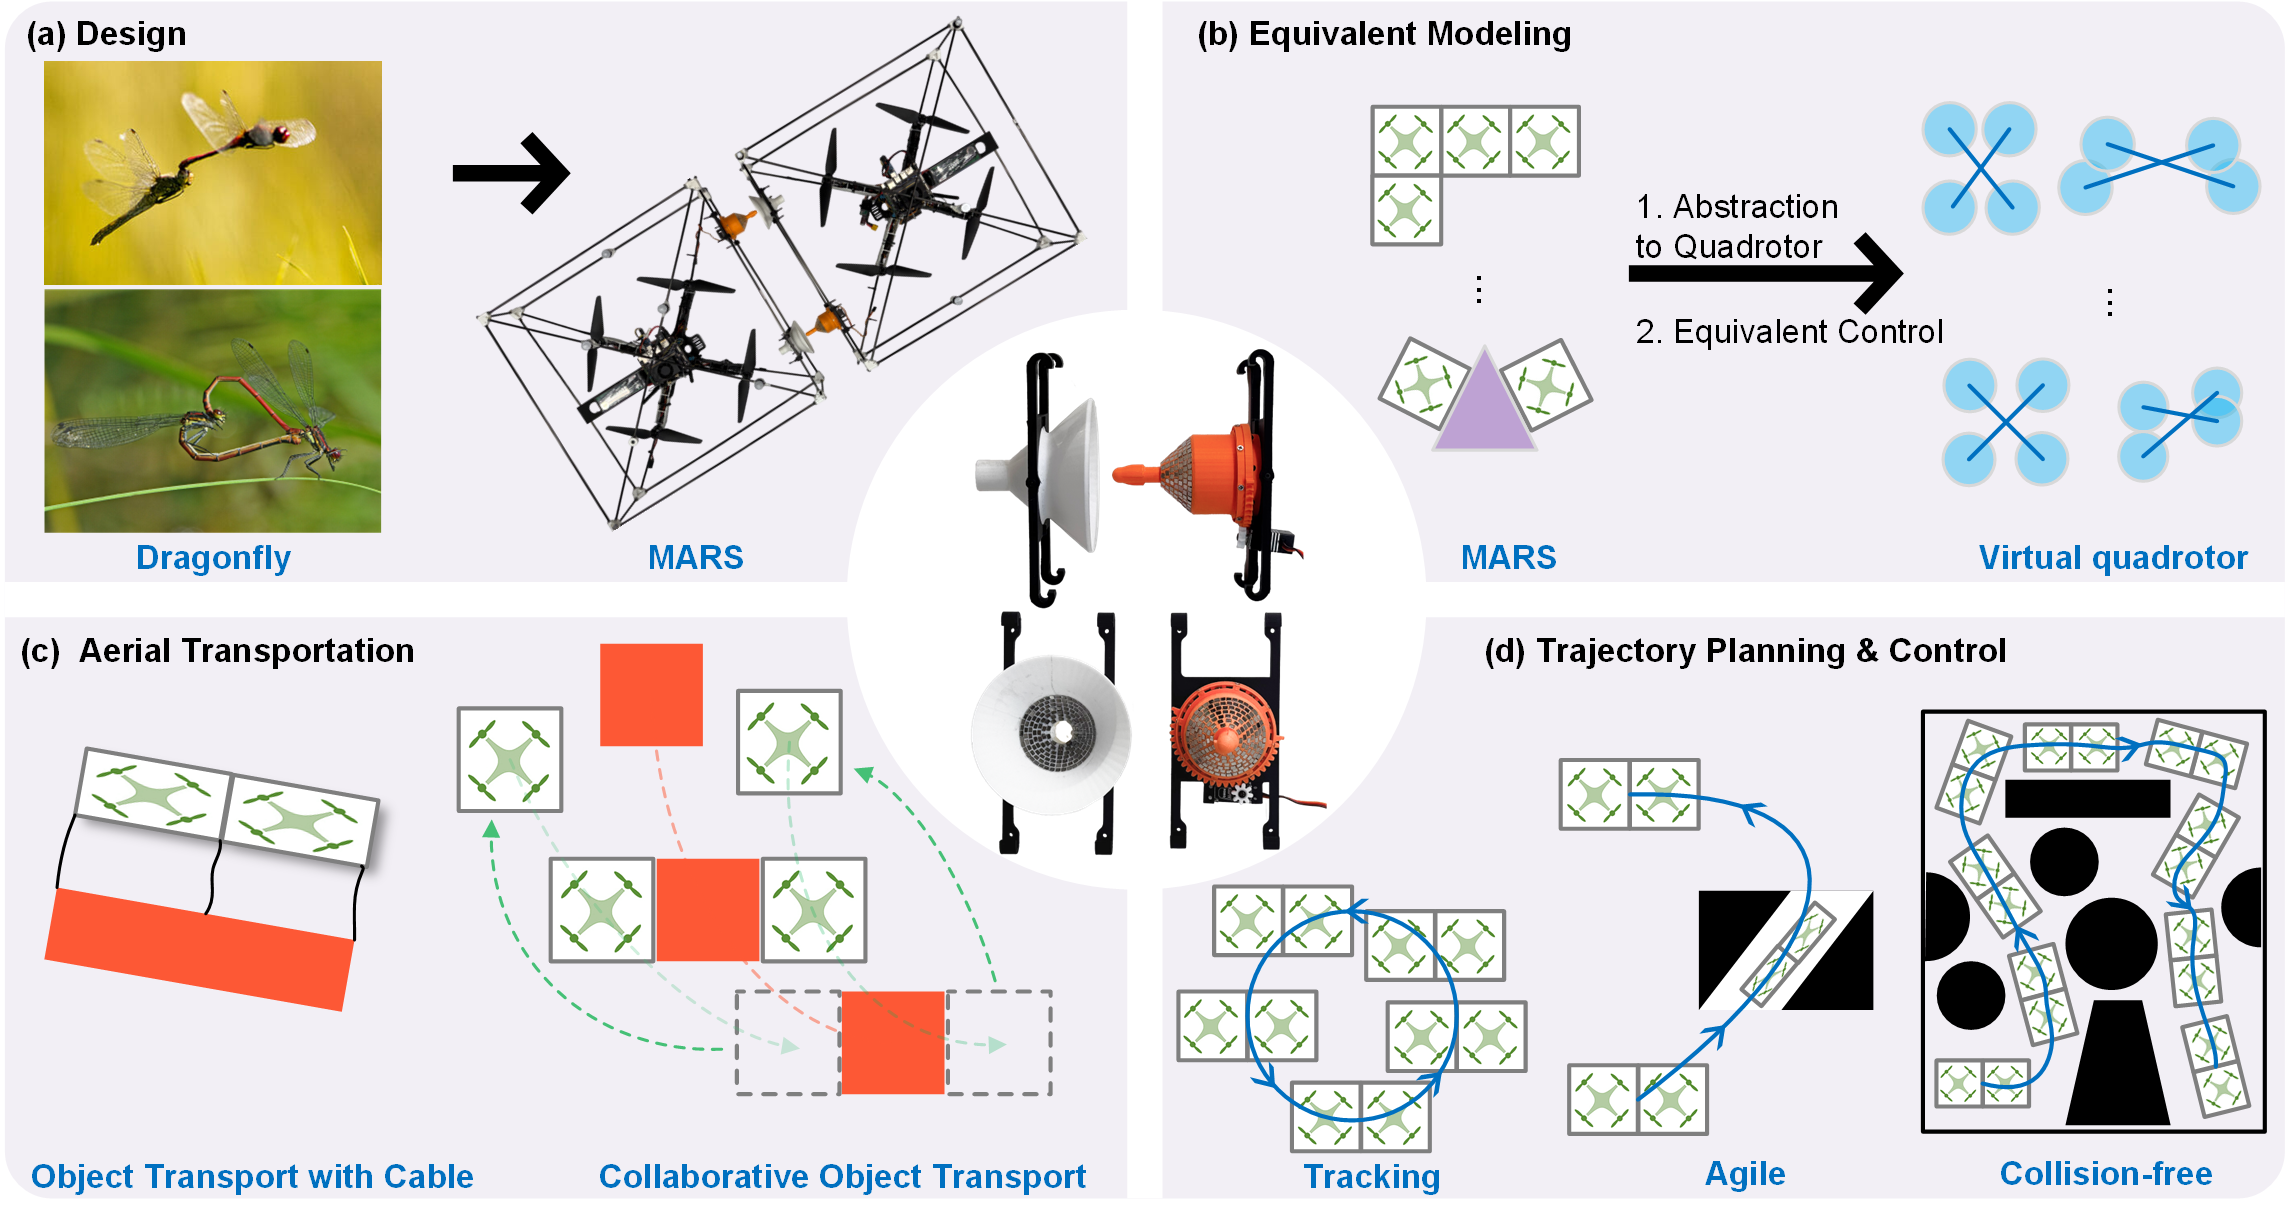 (a) Design
Dragonfly
MARS
(b) Equivalent Modeling
1. Abstraction
to Quadrotor
2. Equivalent Control
MARS
Virtual quadrotor
(c) Aerial Transportation
Object Transport with Cable
Collaborative Object Transport
(d) Trajectory Planning & Control
Tracking
Agile
Collision-free